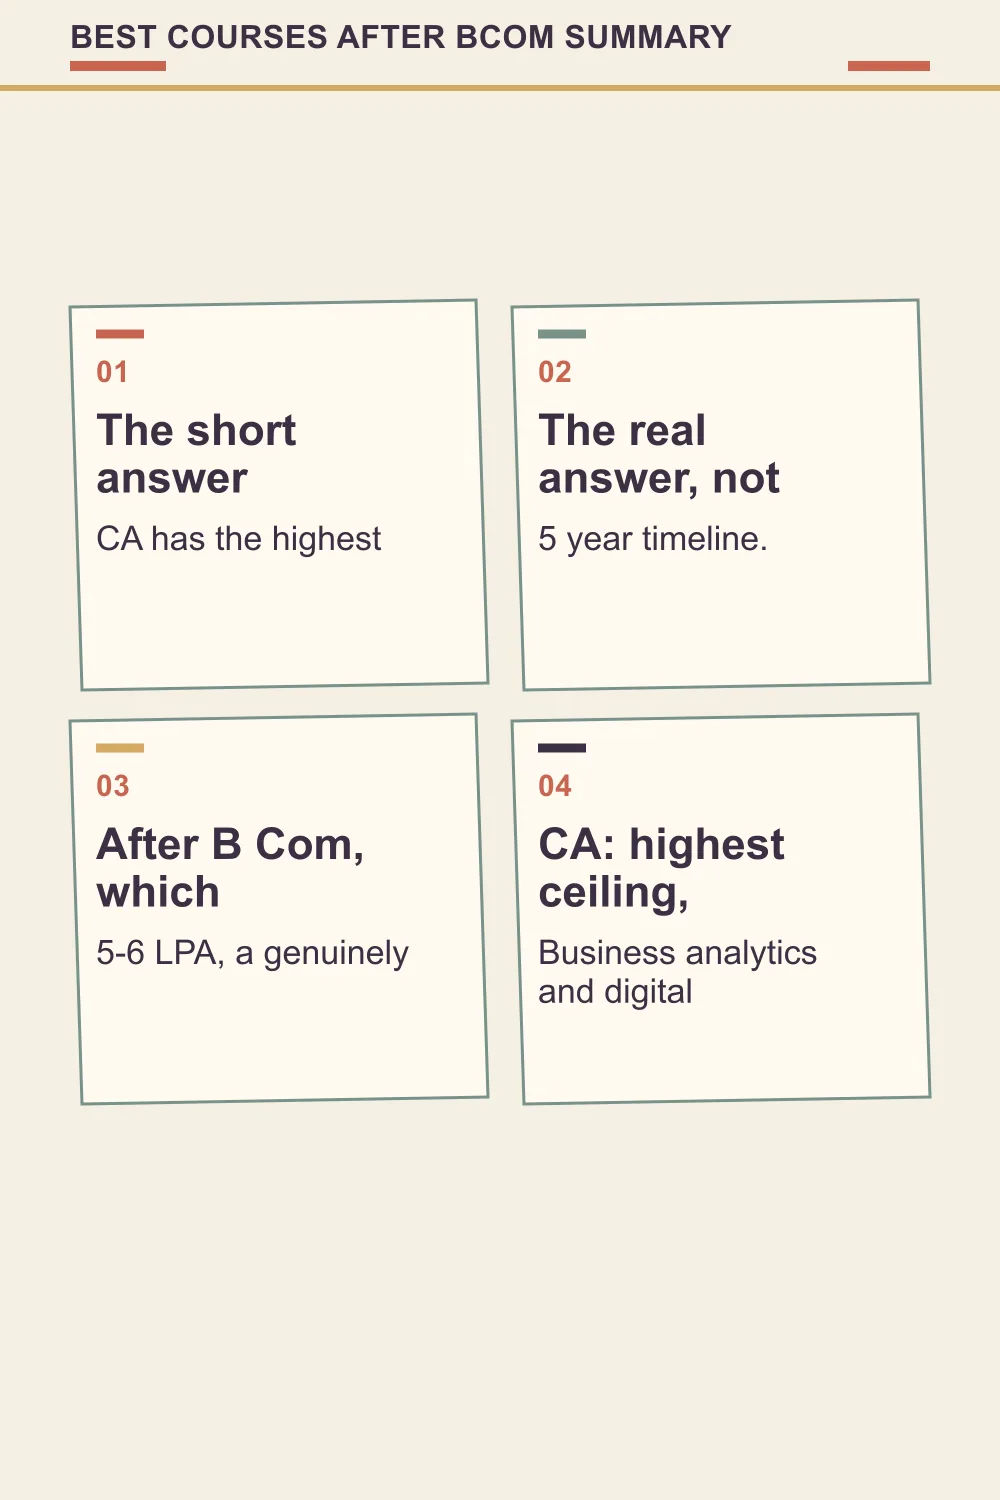 BEST COURSES AFTER BCOM SUMMARY
01
The short
answer
CA has the highest
02
The real
answer, not
5 year timeline.
03
After B Com,
which
5-6 LPA, a genuinely
04
CA: highest
ceiling,
Business analytics
and digital